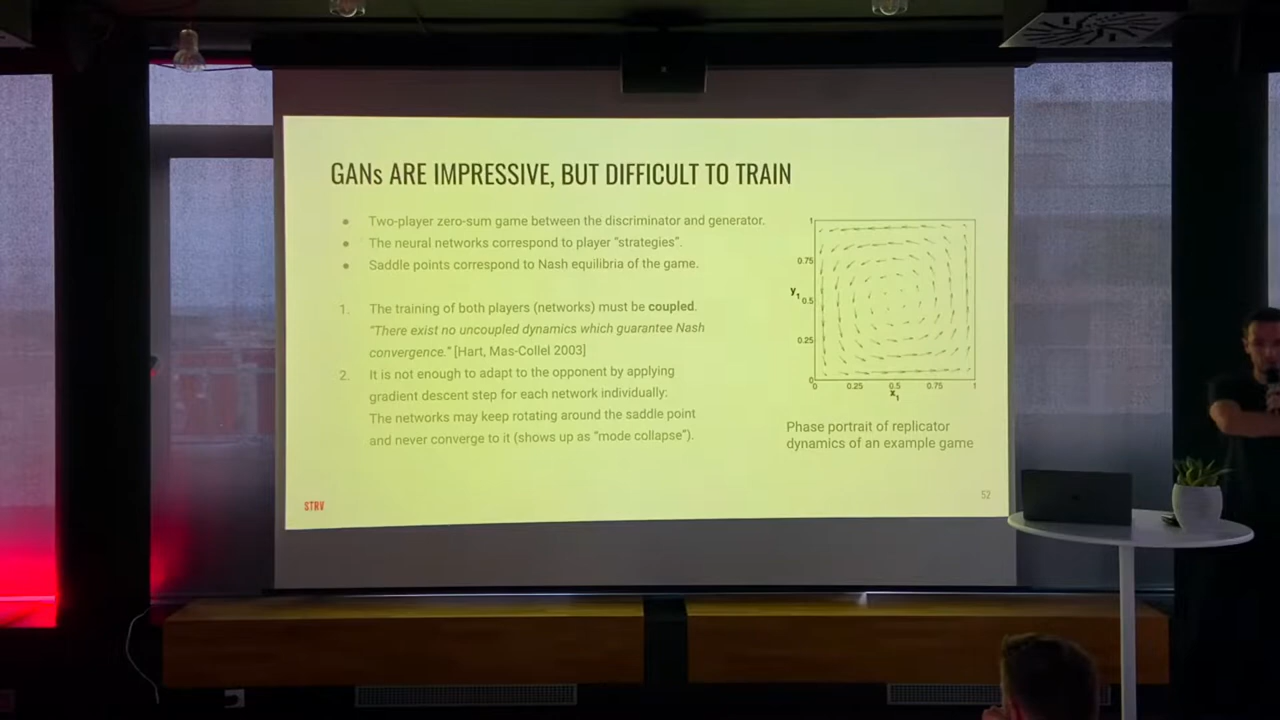 GANs ARE IMPRESSIVE, BUT DIFFICULT TO TRAIN
● Two-player zero-sum game between the discriminator and generator.
● The neural networks correspond to player “strategies”.
● Saddle points correspond to Nash equilibria of the game.
1. The training of both players (networks) must be coupled.
“There exist no uncoupled dynamics which guarantee Nash
convergence.” [Hart, Mas-Collel 2003]
2. It is not enough to adapt to the opponent by applying
gradient descent step for each network individually:
The networks may keep rotating around the saddle point
and never converge to it (shows up as “mode collapse”).
1
0.75
y1 0.5
0.25
0
0 0.25 0.5 0.75 1
x1
Phase portrait of replicator
dynamics of an example game
STRV
52